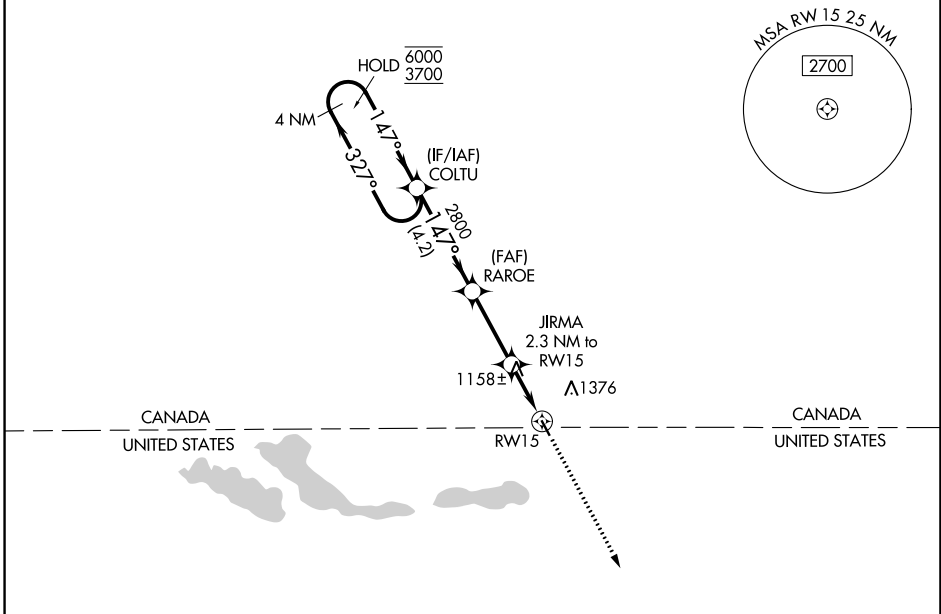 MSA RW 15 25 NM
2700
HOLD 6000
3700
4 NM
147°
327°
(IF/IAF)
COLTU
2800
147°
(4.2)
(FAF)
RAROE
JIRMA
2.3 NM to
RW15
1158±
1376
CANADA
UNITED STATES
RW15
CANADA
UNITED STATES